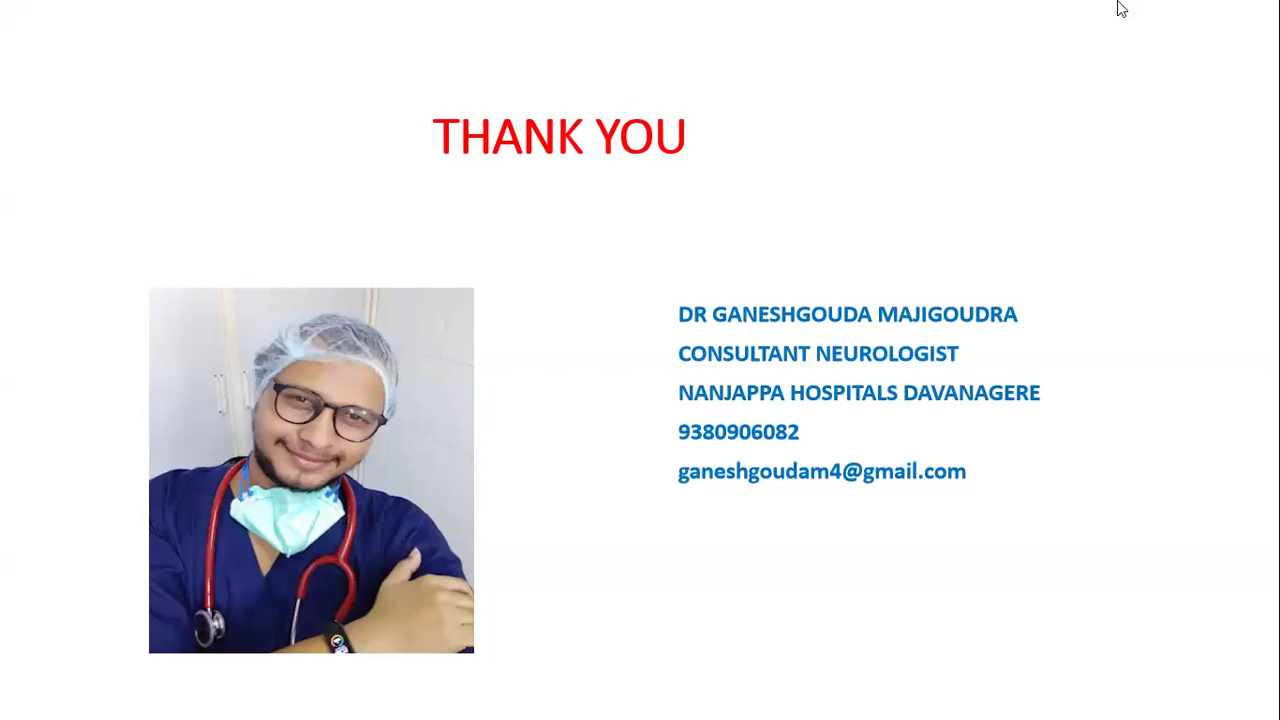 THANK YOU
DR GANESHGOUDA MAJIGOUDRA
CONSULTANT NEUROLOGIST
NANJAPPA HOSPITALS DAVANAGERE
9380906082
ganeshgoudam4@gmail.com